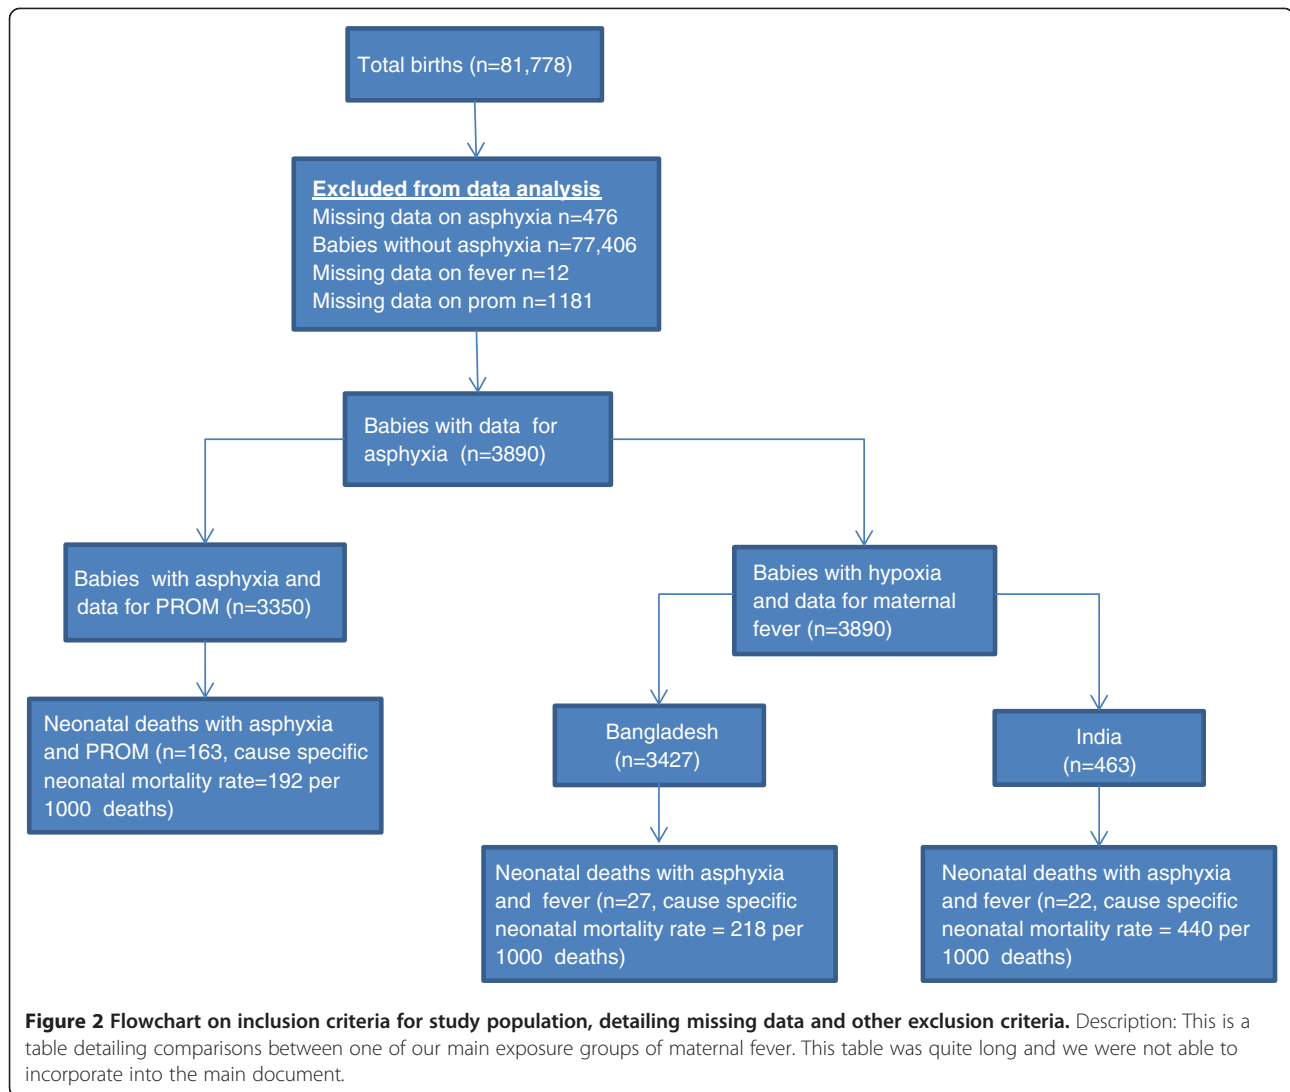 Total births (n=81,778)
Excluded from data analysis
Missing data on asphyxia n=476
Babies without asphyxia n=77,406
Missing data on fever n=12
Missing data on prom n=1181
Babies with data for
asphyxia (n=3890)
Babies with asphyxia and
data for PROM (n=3350)
Babies with hypoxia
and data for maternal
fever (n=3890)
Neonatal deaths with asphyxia
and PROM (n=163, cause specific
neonatal mortality rate=192 per
1000 deaths)
Bangladesh
(n=3427)
India
(n=463)
Neonatal deaths with asphyxia
and fever (n=27, cause specific
neonatal mortality rate = 218 per
1000 deaths)
Neonatal deaths with asphyxia
and fever (n=22, cause specific
neonatal mortality rate = 440 per
1000 deaths)
Figure 2 Flowchart on inclusion criteria for study population, detailing missing data and other exclusion criteria. Description: This is a
table detailing comparisons between one of our main exposure groups of maternal fever. This table was quite long and we were not able to
incorporate into the main document.